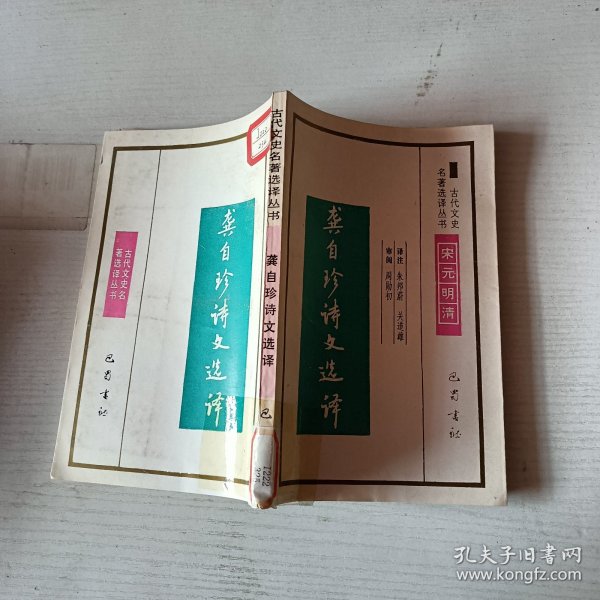 古代文史名
著选译丛书
龚自珍诗文选译
巴蜀书社
I222
古代文史名著选译丛书
龚自珍诗文选译
巴
I222
古代文史
名著选译丛书
宋元明清
龚自珍诗文选译
译注 朱邦蔚 关道雄
审阅 周勋初
巴蜀书社
孔夫子旧书网
www.kongfz.com